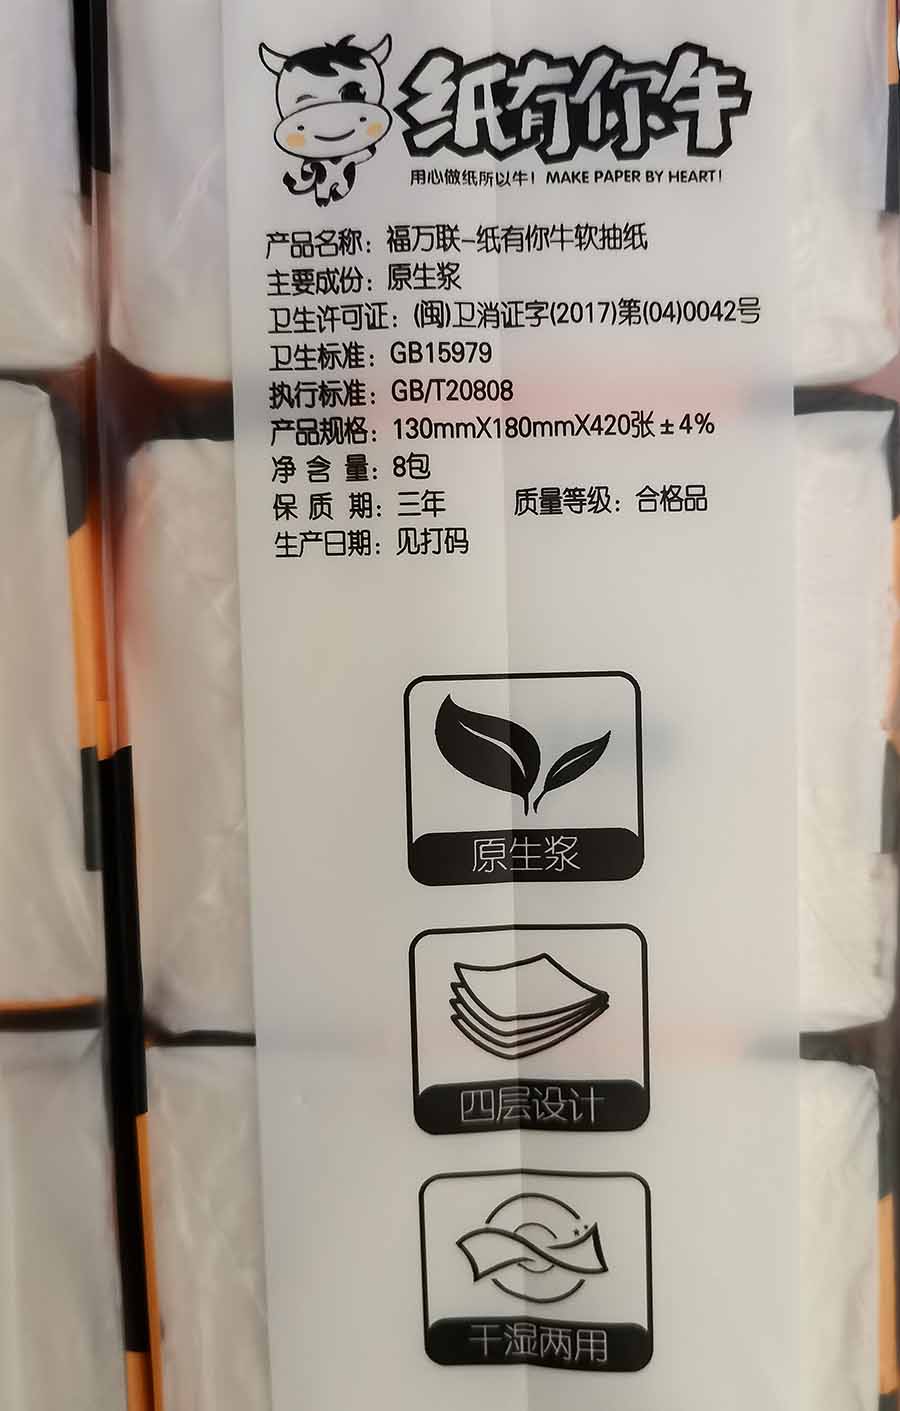 纸有你牛
用心做纸所以牛! MAKE PAPER BY HEART!
产品名称：福万联-纸有你牛软抽纸
主要成份：原生浆
卫生许可证：(闽)卫消证字(2017)第(04)0042号
卫生标准：GB15979
执行标准：GB/T20808
产品规格：130mmX180mmX420张±4%
净含量：8包
保质期：三年 质量等级：合格品
生产日期：见打码
原生浆
四层设计
干湿两用